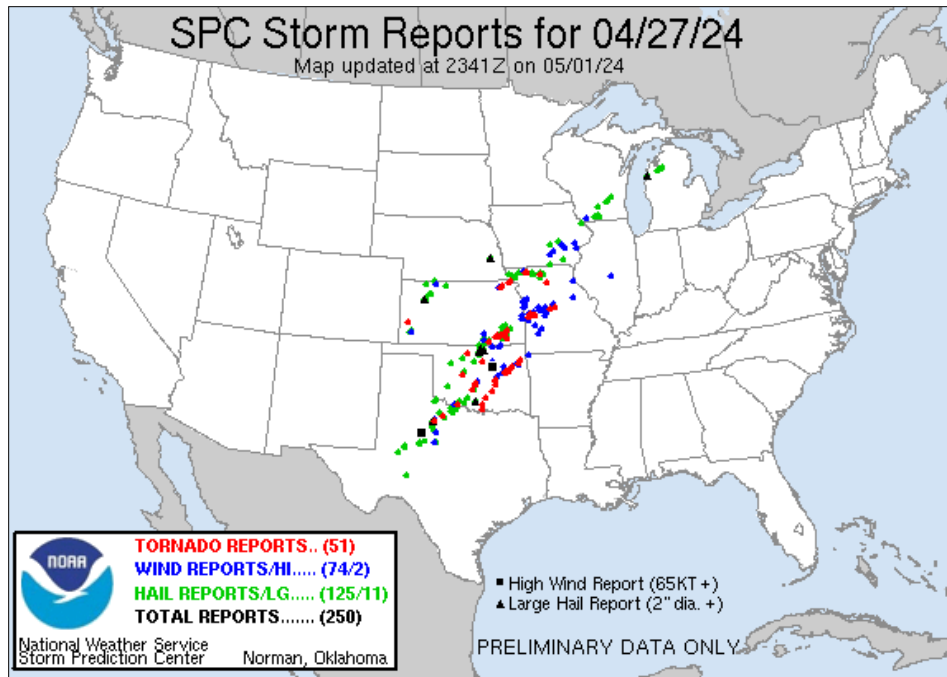 SPC Storm Reports for 04/27/24
Map updated at 2341Z on 05/01/24
NOAA
TORNADO REPORTS.. (51)
WIND REPORTS/HI..... (74/2)
HAIL REPORTS/LG..... (125/11)
TOTAL REPORTS....... (250)
National Weather Service
Storm Prediction Center Norman, Oklahoma
High Wind Report (65KT +)
Large Hail Report (2" dia. +)
PRELIMINARY DATA ONLY